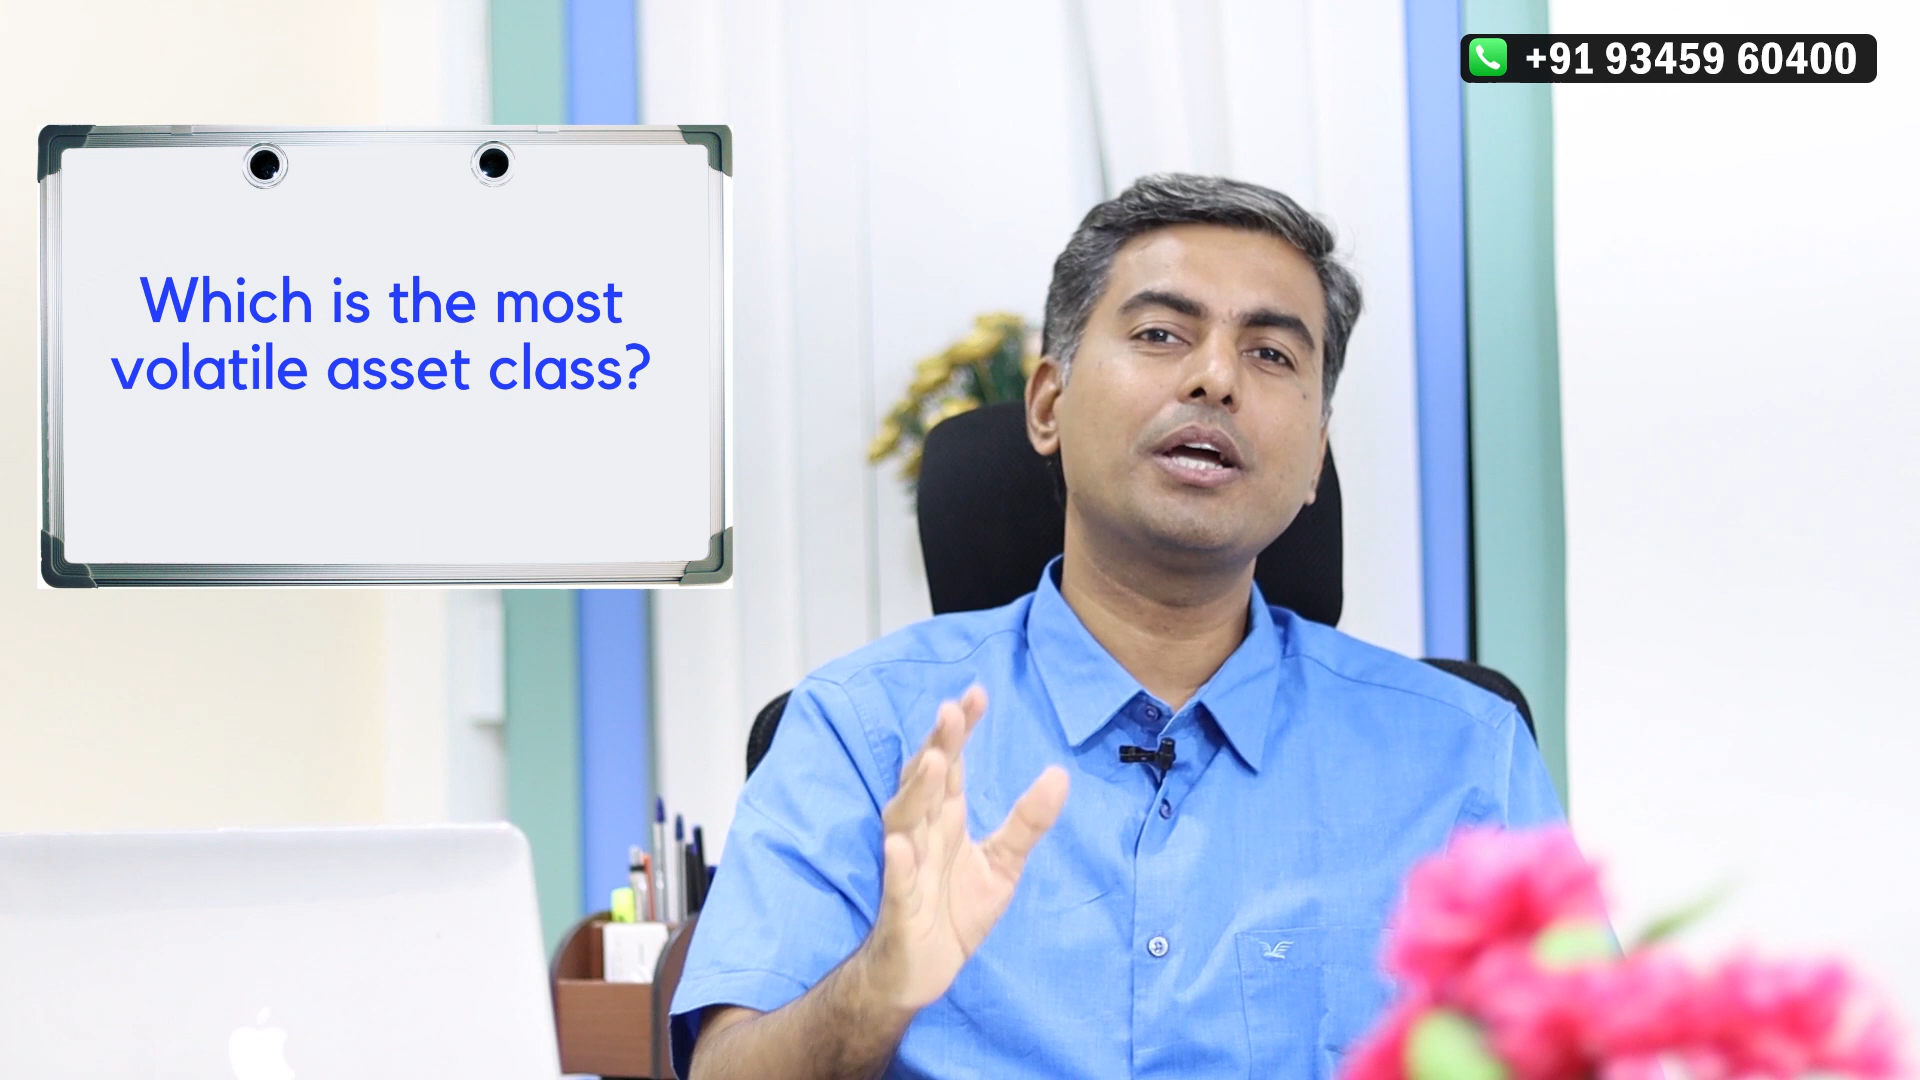 +91 93459 60400
Which is the most
volatile asset class?